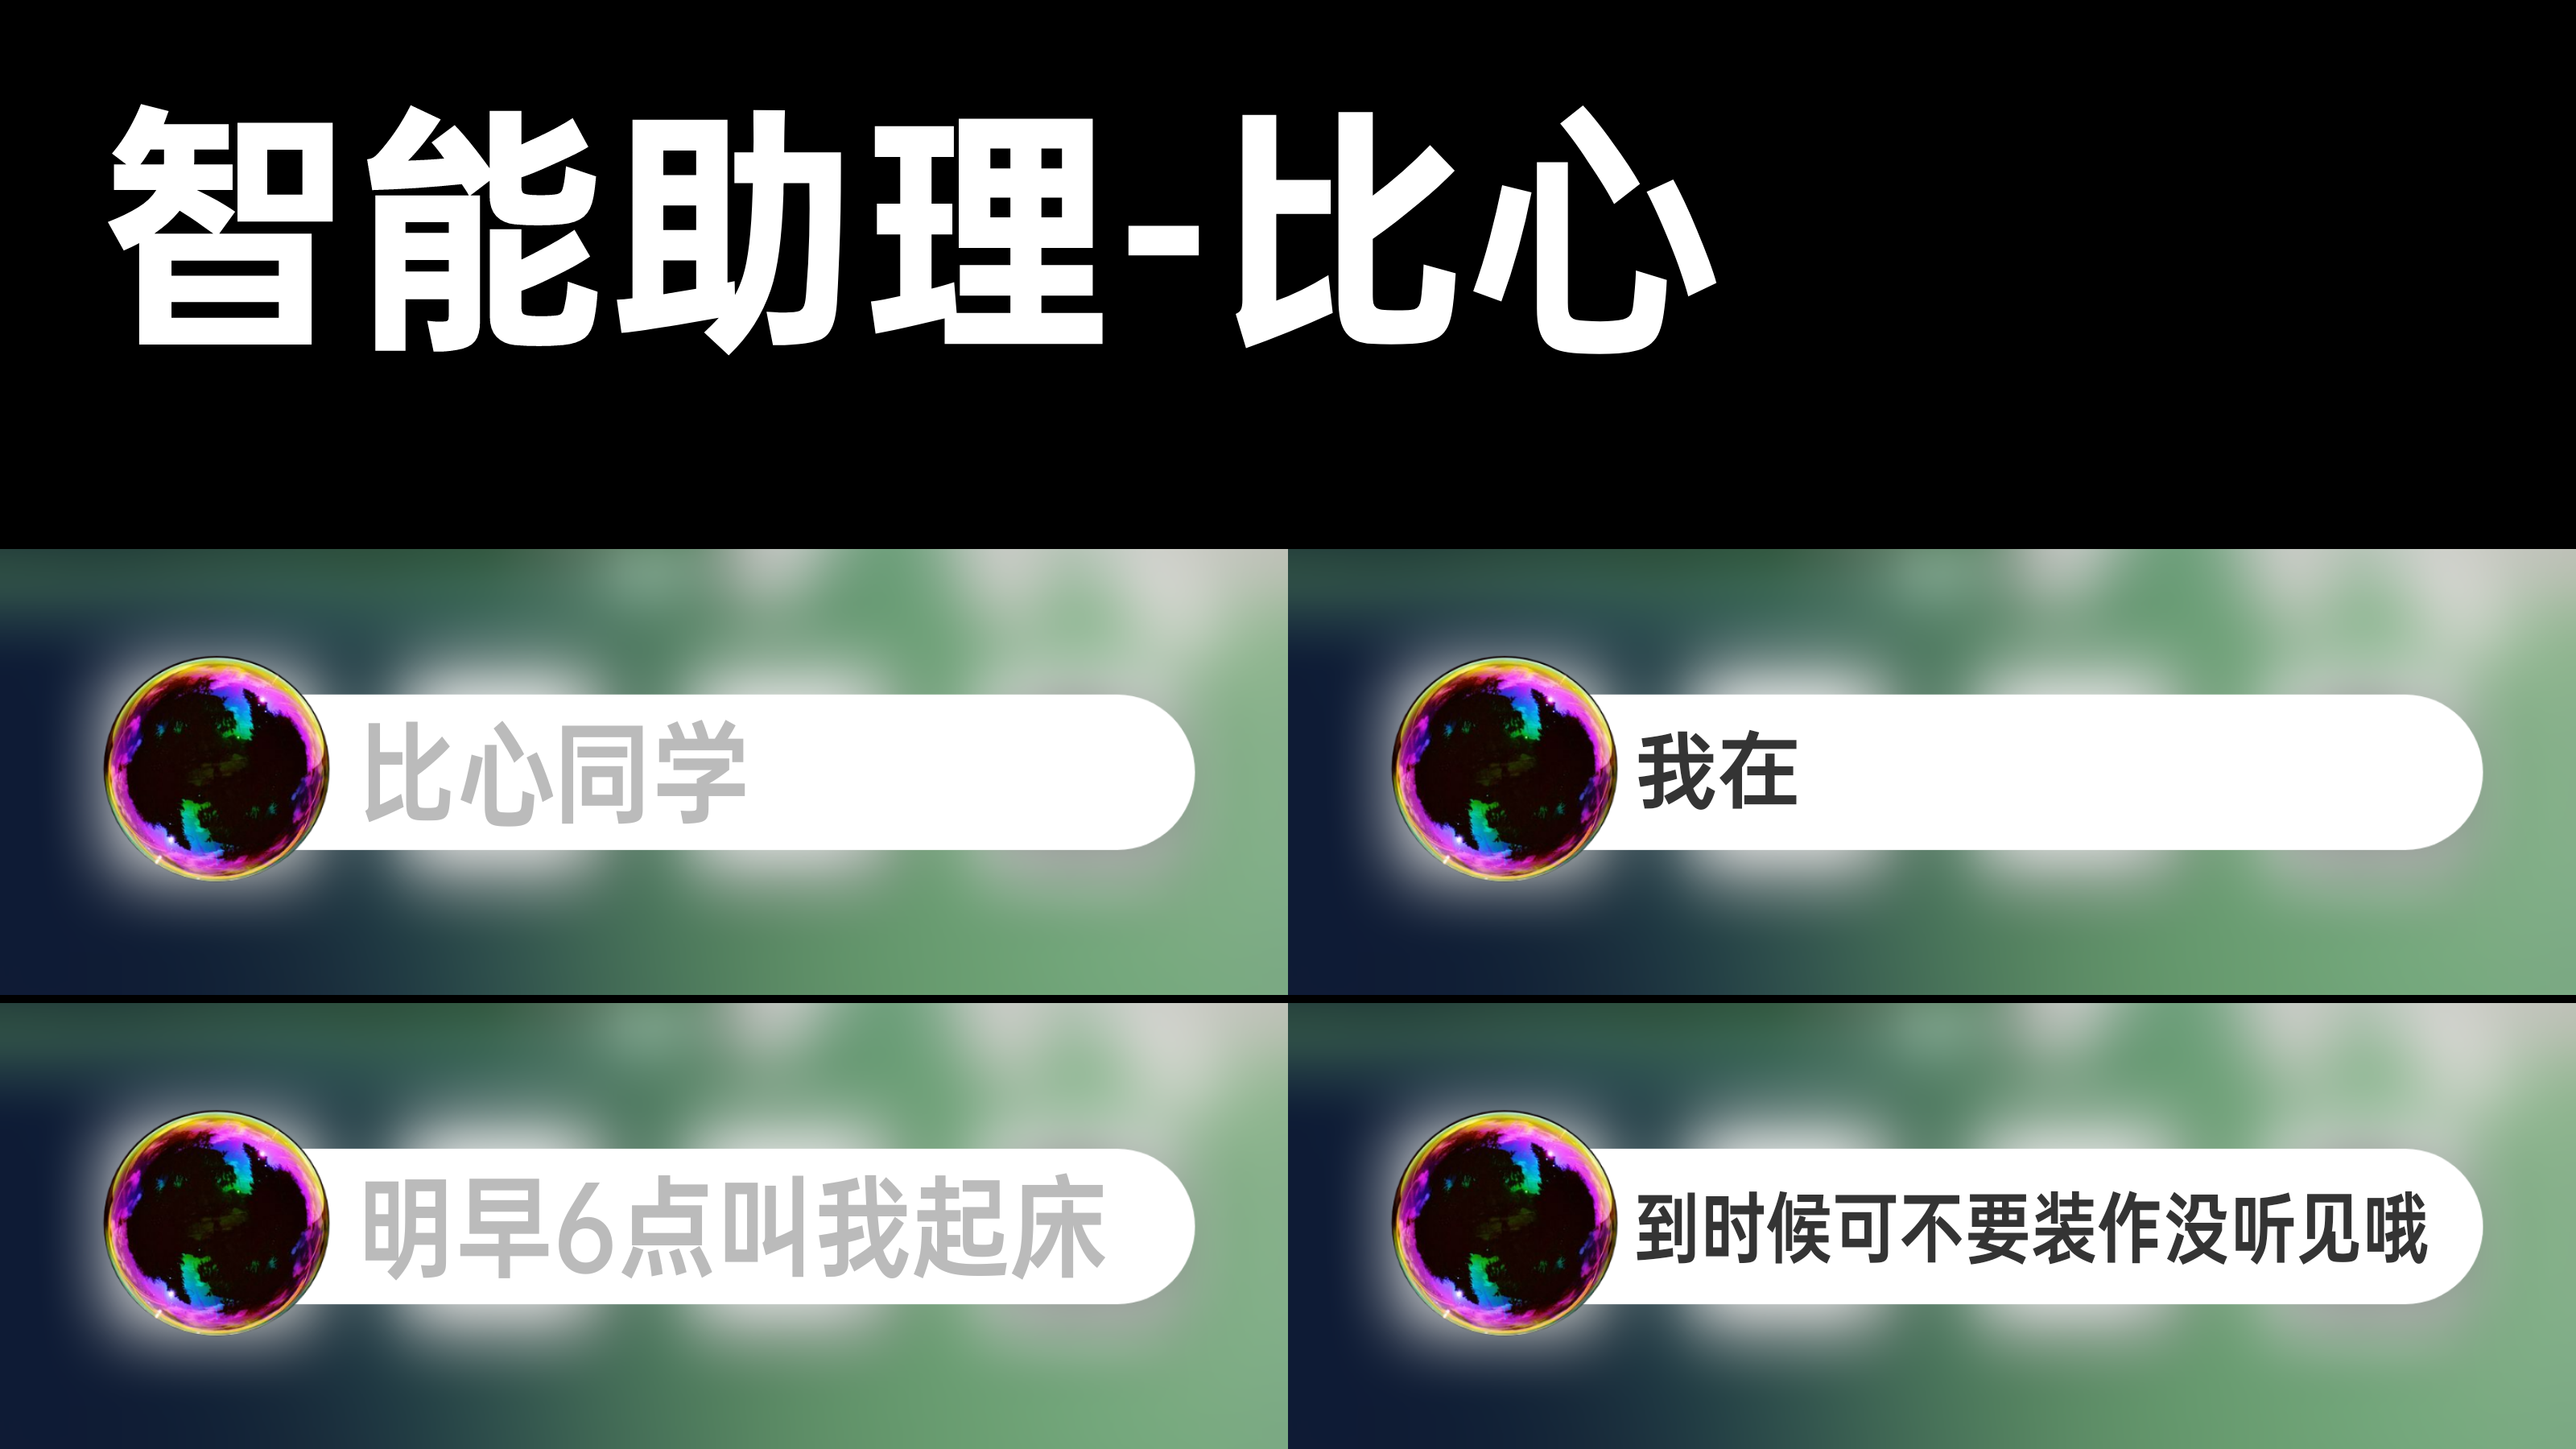 智能助理-比心
比心同学
我在
明早6点叫我起床
到时候可不要装作没听见哦